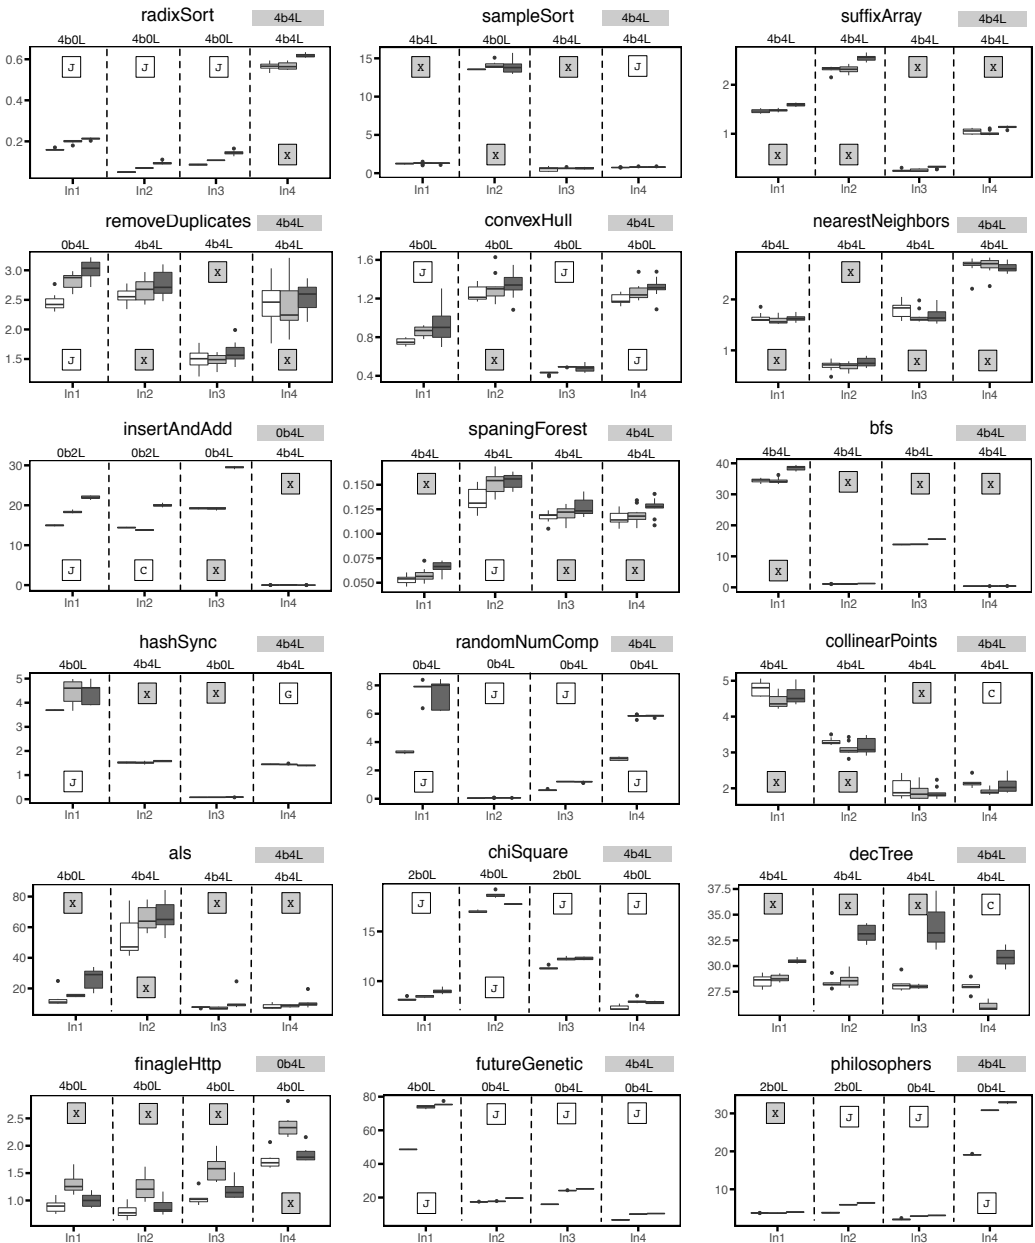 radixSort 4b4L sampleSort 4b4L suffixArray 4b4L
4b0L 4b0L 4b0L 4b4L 4b4L 4b0L 4b4L 4b4L 4b4L 4b4L 4b4L 4b4L
0.6 J J J 15 X X J 2 X X
0.4 10
0.2 5 1
X 0 X X X
In1 In2 In3 In4 In1 In2 In3 In4 In1 In2 In3 In4
removeDuplicates 4b4L convexHull 4b4L nearestNeighbors 4b4L
0b4L 4b4L 4b4L 4b4L 4b0L 4b0L 4b0L 4b0L 4b4L 4b4L 4b4L 4b4L
3.0 X 1.6 J J X
2.5 1.2 2
2.0 0.8
1.5 J X X 0.4 X J 1 X X X
In1 In2 In3 In4 In1 In2 In3 In4 In1 In2 In3 In4
insertAndAdd 0b4L spaningForest 4b4L bfs 4b4L
0b2L 0b2L 0b4L 4b4L 4b4L 4b4L 4b4L 4b4L 4b4L 4b4L 4b4L 4b4L
30 X 0.150 X 40 X X X
20 0.125 30
10 0.100 20
0 J C X 0.075 J X X 10 X
0.050 0
In1 In2 In3 In4 In1 In2 In3 In4 In1 In2 In3 In4
hashSync 4b4L randomNumComp 4b4L collinearPoints 4b4L
4b0L 4b4L 4b0L 4b4L 0b4L 0b4L 0b4L 0b4L 4b4L 4b4L 4b4L 4b4L
5 X X G 8 J J 5 X C
4 6 4
3 4
2 3
1 J 2 J J X X
0 0 2
In1 In2 In3 In4 In1 In2 In3 In4 In1 In2 In3 In4
als 4b4L chiSquare 4b4L decTree 4b4L
4b0L 4b4L 4b4L 4b4L 2b0L 4b0L 2b0L 4b0L 4b4L 4b4L 4b4L 4b4L
80 X X X J J J 37.5 X X X C
60 15 35.0
40 32.5
20 X 10 J 30.0
27.5
In1 In2 In3 In4 In1 In2 In3 In4 In1 In2 In3 In4
finagleHttp 0b4L futureGenetic 4b4L philosophers 4b4L
4b0L 4b0L 4b0L 4b0L 4b0L 0b4L 0b4L 0b4L 2b0L 2b0L 0b4L 0b4L
2.5 X X X 80 J J J 30 X J J
2.0 60
1.5 40 20
1.0 X 20 J 10 J
In1 In2 In3 In4 In1 In2 In3 In4 In1 In2 In3 In4